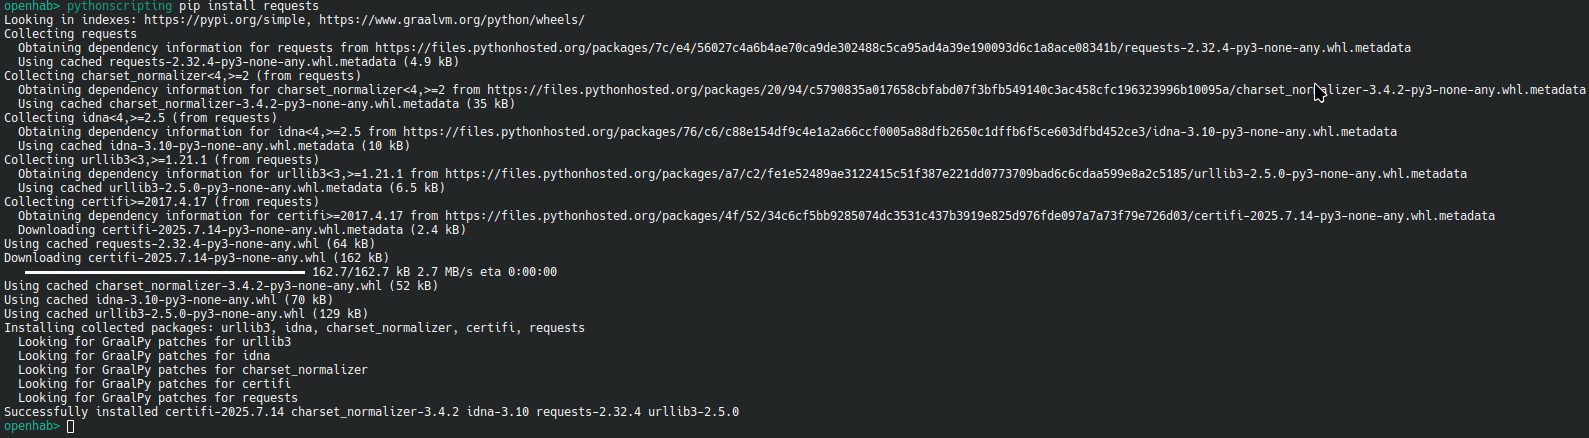 openhab> pythonscripting pip install requests
Looking in indexes: https://pypi.org/simple, https://www.graalvm.org/python/wheels/
Collecting requests
  Obtaining dependency information for requests from https://files.pythonhosted.org/packages/7c/e4/56027c4a6b4ae70ca9de302488c5ca95ad4a39e190093d6c1a8ace08341b/requests-2.32.4-py3-none-any.whl.metadata
  Using cached requests-2.32.4-py3-none-any.whl.metadata (4.9 kB)
Collecting charset_normalizer<4,>=2 (from requests)
  Obtaining dependency information for charset_normalizer<4,>=2 from https://files.pythonhosted.org/packages/20/94/c5790835a017658cbfabd07f3bfb549140c3ac458cfc196323996b10095a/charset_normalizer-3.4.2-py3-none-any.whl.metadata
  Using cached charset_normalizer-3.4.2-py3-none-any.whl.metadata (35 kB)
Collecting idna<4,>=2.5 (from requests)
  Obtaining dependency information for idna<4,>=2.5 from https://files.pythonhosted.org/packages/76/c6/c88e154df9c4e1a2a66ccf0005a88dfb2650c1dffb6f5ce603dfbd452ce3/idna-3.10-py3-none-any.whl.metadata
  Using cached idna-3.10-py3-none-any.whl.metadata (10 kB)
Collecting urllib3<3,>=1.21.1 (from requests)
  Obtaining dependency information for urllib3<3,>=1.21.1 from https://files.pythonhosted.org/packages/a7/c2/fe1e52489ae3122415c51f387e221dd0773709bad6c6cdaa599e8a2c5185/urllib3-2.5.0-py3-none-any.whl.metadata
  Using cached urllib3-2.5.0-py3-none-any.whl.metadata (6.5 kB)
Collecting certifi>=2017.4.17 (from requests)
  Obtaining dependency information for certifi>=2017.4.17 from https://files.pythonhosted.org/packages/4f/52/34c6cf5bb9285074dc3531c437b3919e825d976fde097a7a73f79e726d03/certifi-2025.7.14-py3-none-any.whl.metadata
  Downloading certifi-2025.7.14-py3-none-any.whl.metadata (2.4 kB)
Using cached requests-2.32.4-py3-none-any.whl (64 kB)
Downloading certifi-2025.7.14-py3-none-any.whl (162 kB)
162.7/162.7 kB 2.7 MB/s eta 0:00:00
Using cached charset_normalizer-3.4.2-py3-none-any.whl (52 kB)
Using cached idna-3.10-py3-none-any.whl (70 kB)
Using cached urllib3-2.5.0-py3-none-any.whl (129 kB)
Installing collected packages: urllib3, idna, charset_normalizer, certifi, requests
  Looking for GraalPy patches for urllib3
  Looking for GraalPy patches for idna
  Looking for GraalPy patches for charset_normalizer
  Looking for GraalPy patches for certifi
  Looking for GraalPy patches for requests
Successfully installed certifi-2025.7.14 charset_normalizer-3.4.2 idna-3.10 requests-2.32.4 urllib3-2.5.0
openhab>